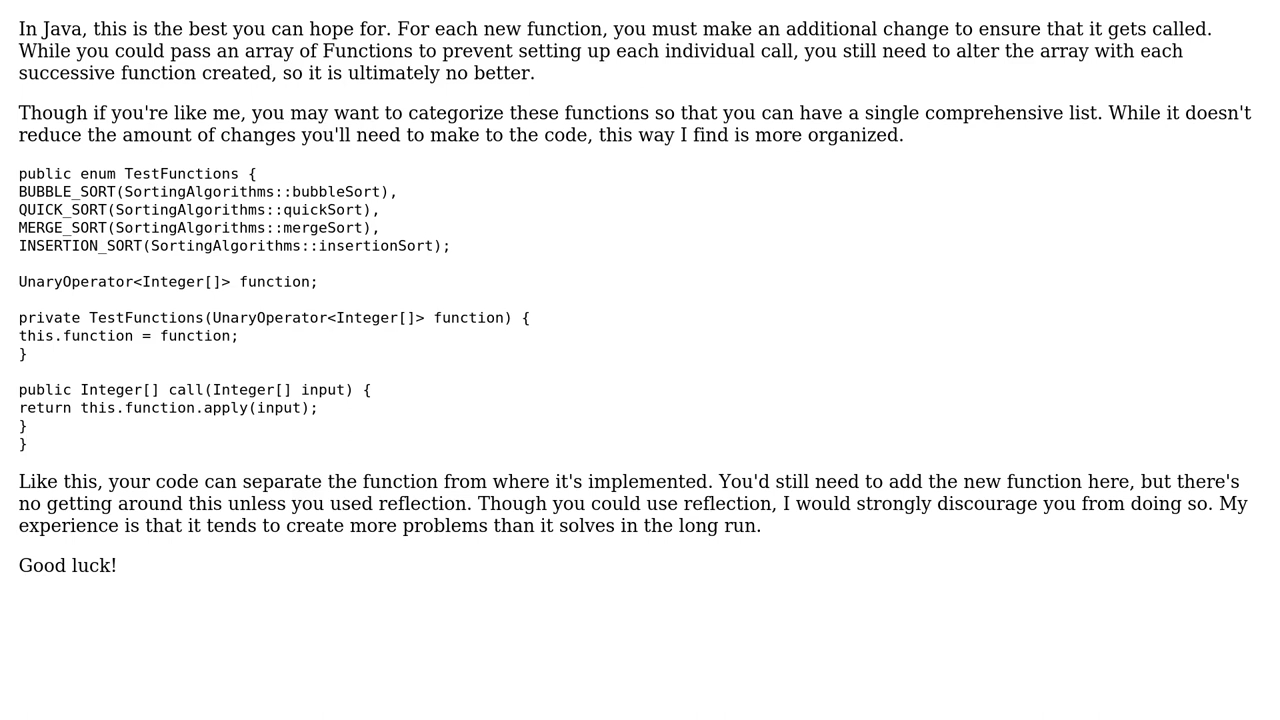 In Java, this is the best you can hope for. For each new function, you must make an additional change to ensure that it gets called.
While you could pass an array of Functions to prevent setting up each individual call, you still need to alter the array with each
successive function created, so it is ultimately no better.
Though if you're like me, you may want to categorize these functions so that you can have a single comprehensive list. While it doesn't
reduce the amount of changes you'll need to make to the code, this way I find is more organized.
public enum TestFunctions {
BUBBLE_SORT(SortingAlgorithms::bubbleSort),
QUICK_SORT(SortingAlgorithms::quickSort),
MERGE_SORT(SortingAlgorithms::mergeSort),
INSERTION_SORT(SortingAlgorithms::insertionSort);
UnaryOperator<Integer[]> function;
private TestFunctions(UnaryOperator<Integer[]> function) {
this.function = function;
}
public Integer[] call(Integer[] input) {
return this.function.apply(input);
}
}
Like this, your code can separate the function from where it's implemented. You'd still need to add the new function here, but there's
no getting around this unless you used reflection. Though you could use reflection, I would strongly discourage you from doing so. My
experience is that it tends to create more problems than it solves in the long run.
Good luck!